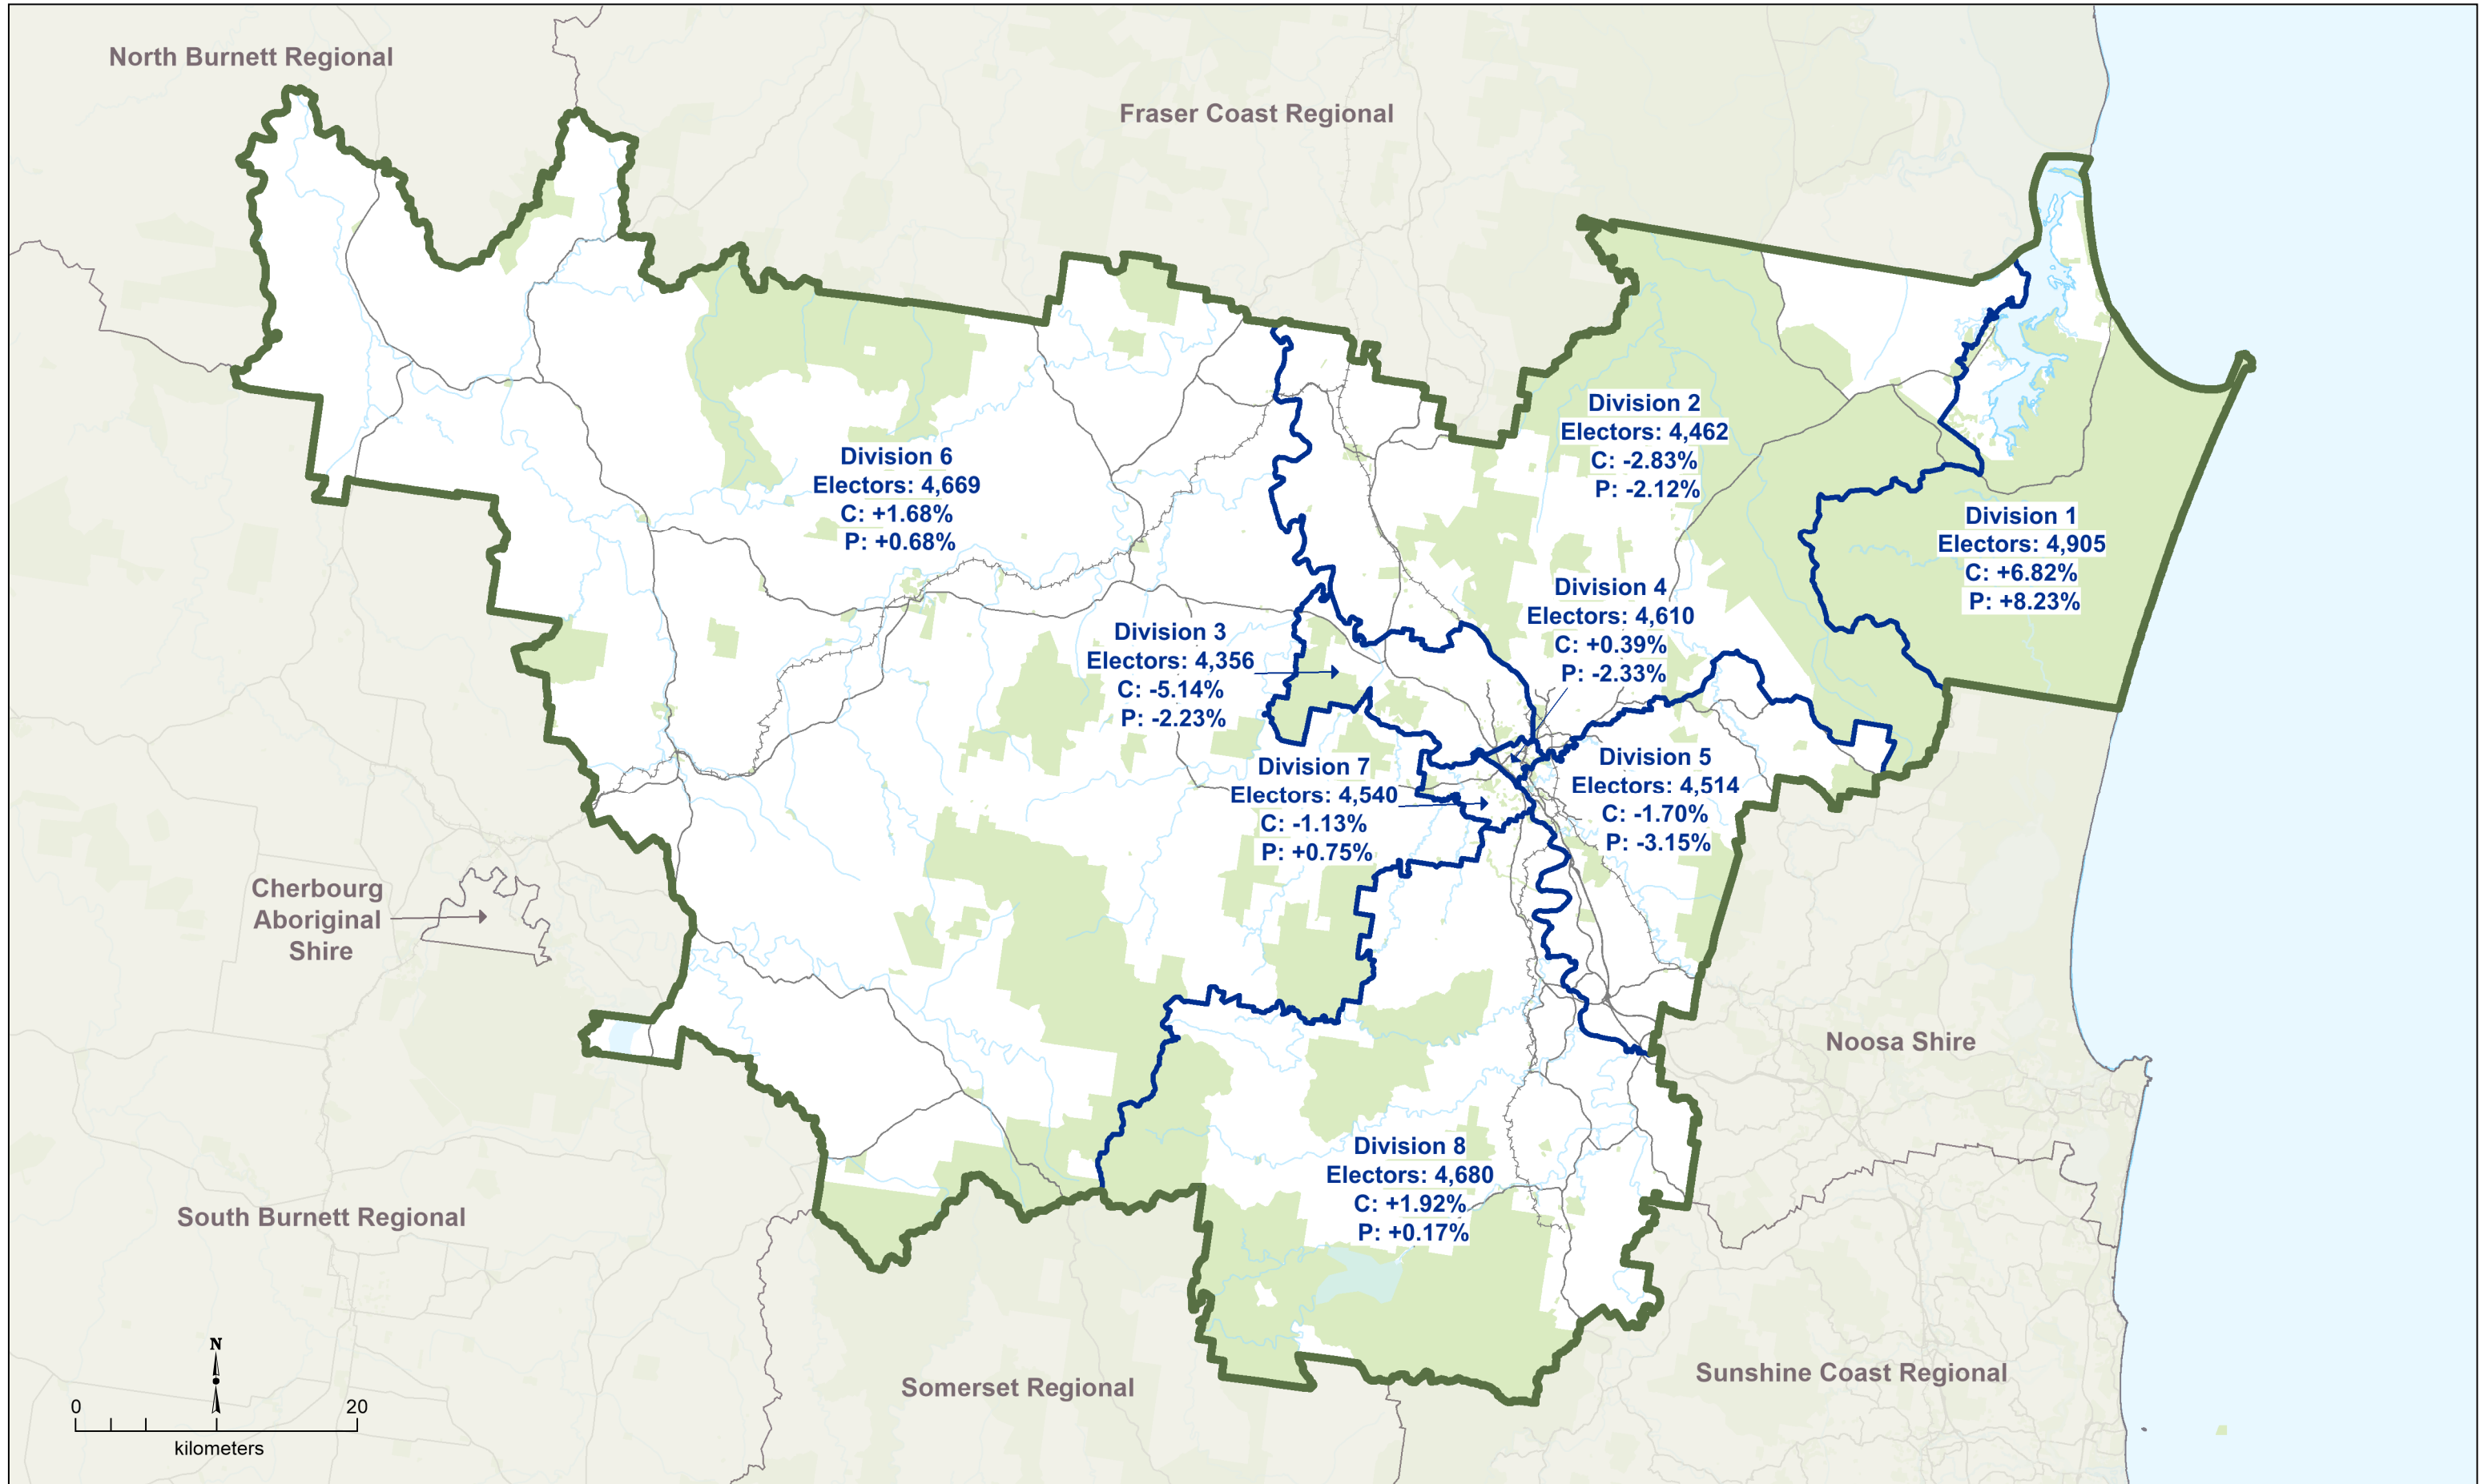 North Burnett Regional
Fraser Coast Regional
Division 2
Electors: 4,462
C: -2.83%
P: -2.12%
Division 6
Electors: 4,669
C: +1.68%
P: +0.68%
Division 1
Electors: 4,905
C: +6.82%
P: +8.23%
Division 4
Electors: 4,610
C: +0.39%
P: -2.33%
Division 3
Electors: 4,356
C: -5.14%
P: -2.23%
Division 5
Electors: 4,514
C: -1.70%
P: -3.15%
Division 7
Electors: 4,540
C: -1.13%
P: +0.75%
Cherbourg
Aboriginal
Shire
Noosa Shire
Division 8
Electors: 4,680
C: +1.92%
P: +0.17%
South Burnett Regional
Somerset Regional
Sunshine Coast Regional
N
0 20
kilometers